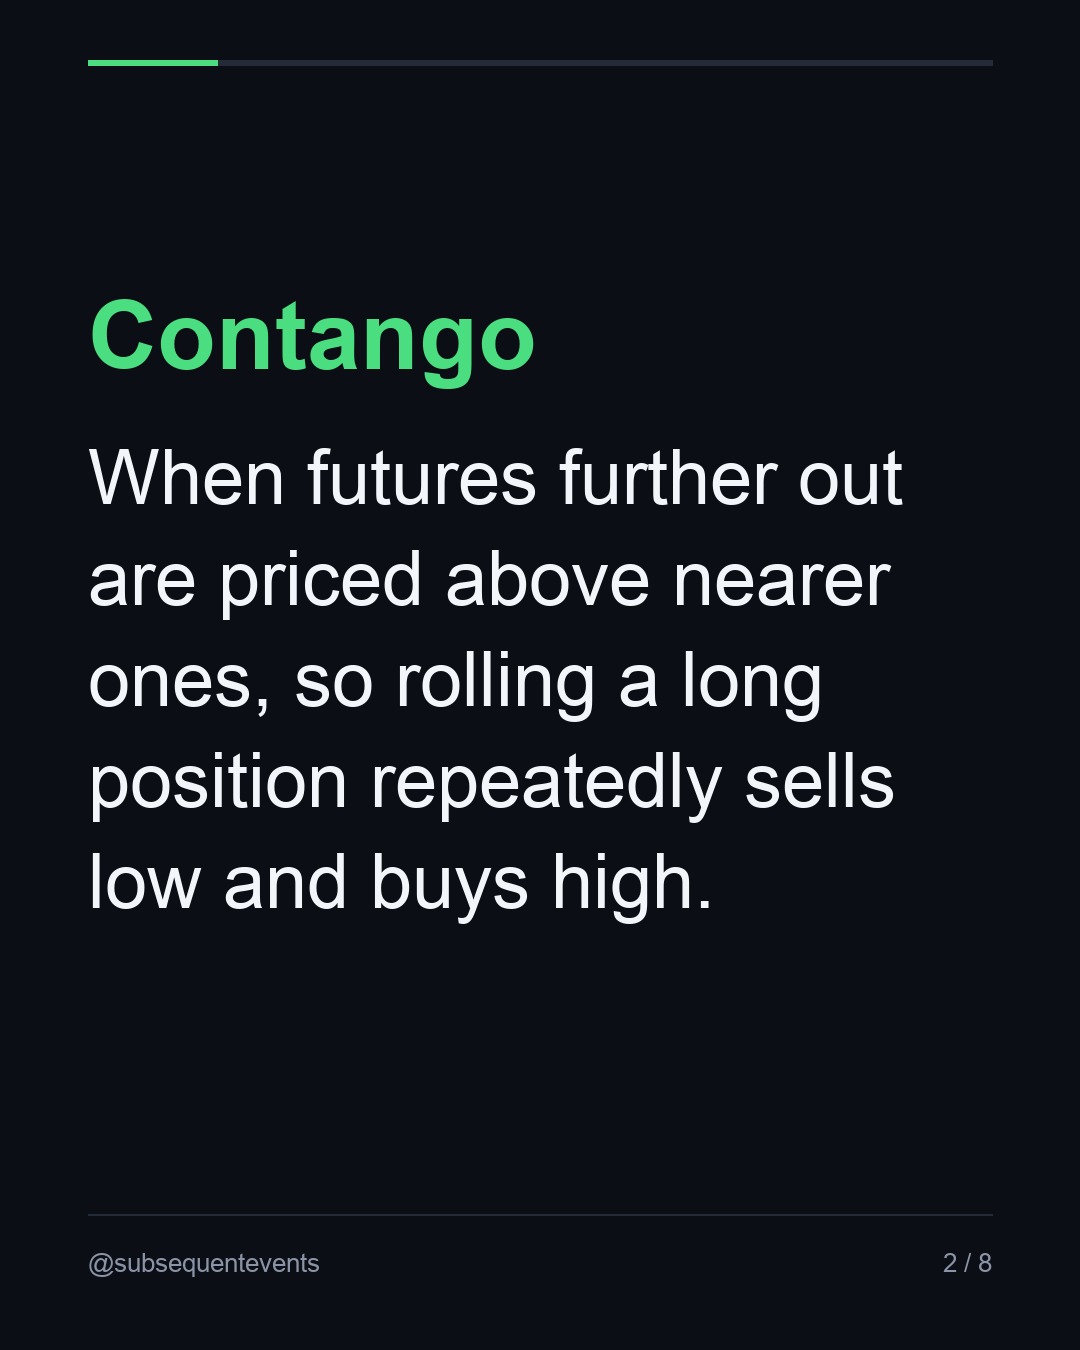 Contango
When futures further out
are priced above nearer
ones, so rolling a long
position repeatedly sells
low and buys high.
@subsequentevents
2 / 8